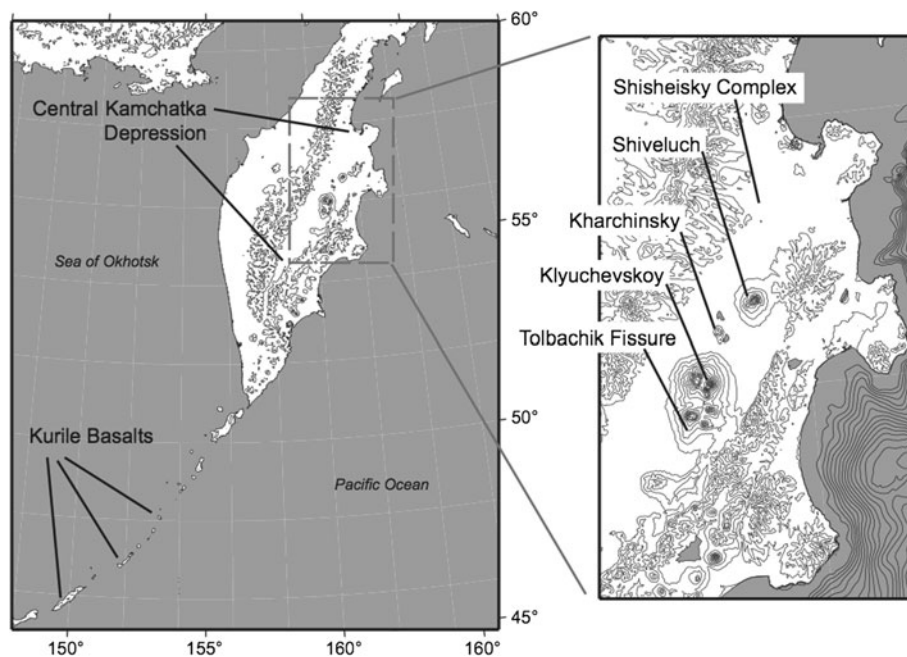 60°
Central Kamchatka
Depression
55°
Sea of Okhotsk
50°
Kurile Basalts
Pacific Ocean
45°
150°
155°
160°
160°
Shisheisky Complex
Shiveluch
Kharchinsky
Klyuchevskoy
Tolbachik Fissure